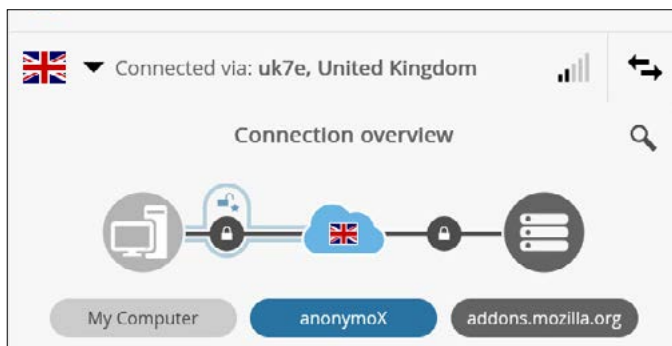 Connected via: uk7e, United Kingdom
Connection overview
My Computer anonymoX addons.mozilla.org